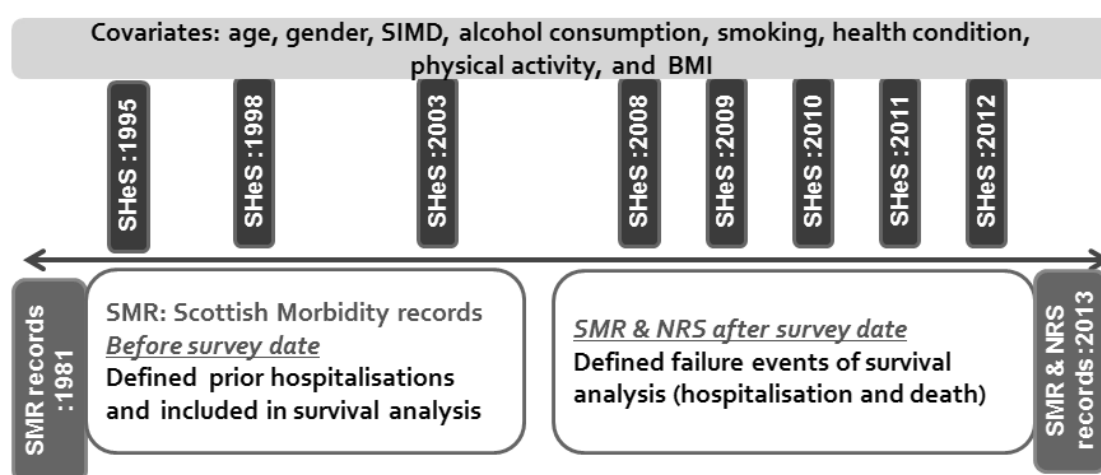 Covariates: age, gender, SIMD, alcohol consumption, smoking, health condition,
physical activity, and BMI
SHeS :1995
SHeS :1998
SHeS :2003
SHeS :2008
SHeS :2009
SHeS :2010
SHeS :2011
SHeS :2012
SMR records
:1981
SMR: Scottish Morbidity records
Before survey date
Defined prior hospitalisations
and included in survival analysis
SMR & NRS after survey date
Defined failure events of survival
analysis (hospitalisation and death)
SMR & NRS
records :2013